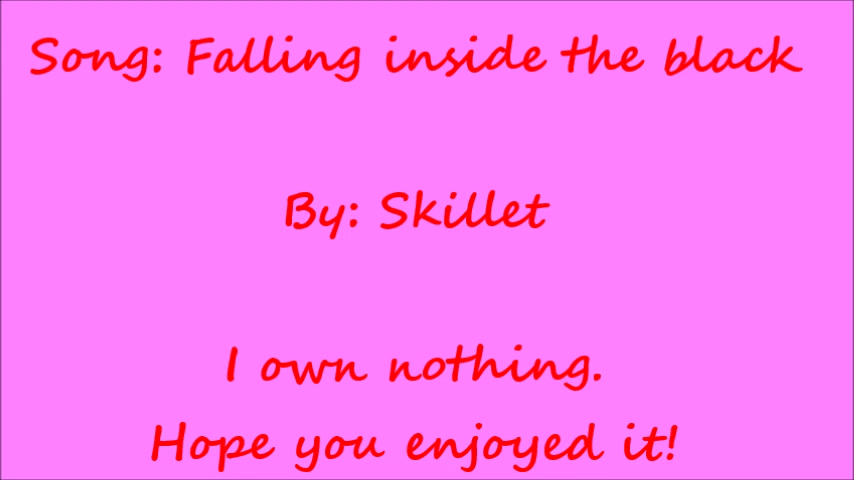 Song: Falling inside the black
By: Skillet
I own nothing.
Hope you enjoyed it!